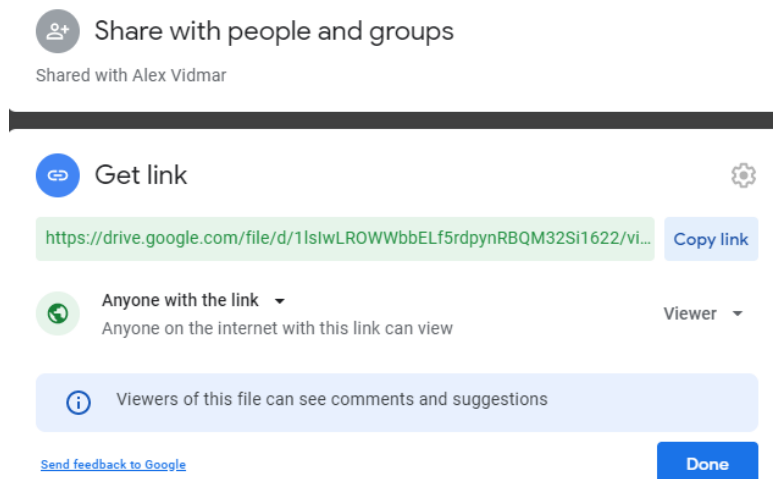 Share with people and groups
Shared with Alex Vidmar
Get link
https://drive.google.com/file/d/1lsIwLROWWbbELf5rdpynRBQM32Si1622/vi...
Copy link
Anyone with the link
Anyone on the internet with this link can view
Viewer
Viewers of this file can see comments and suggestions
Send feedback to Google
Done